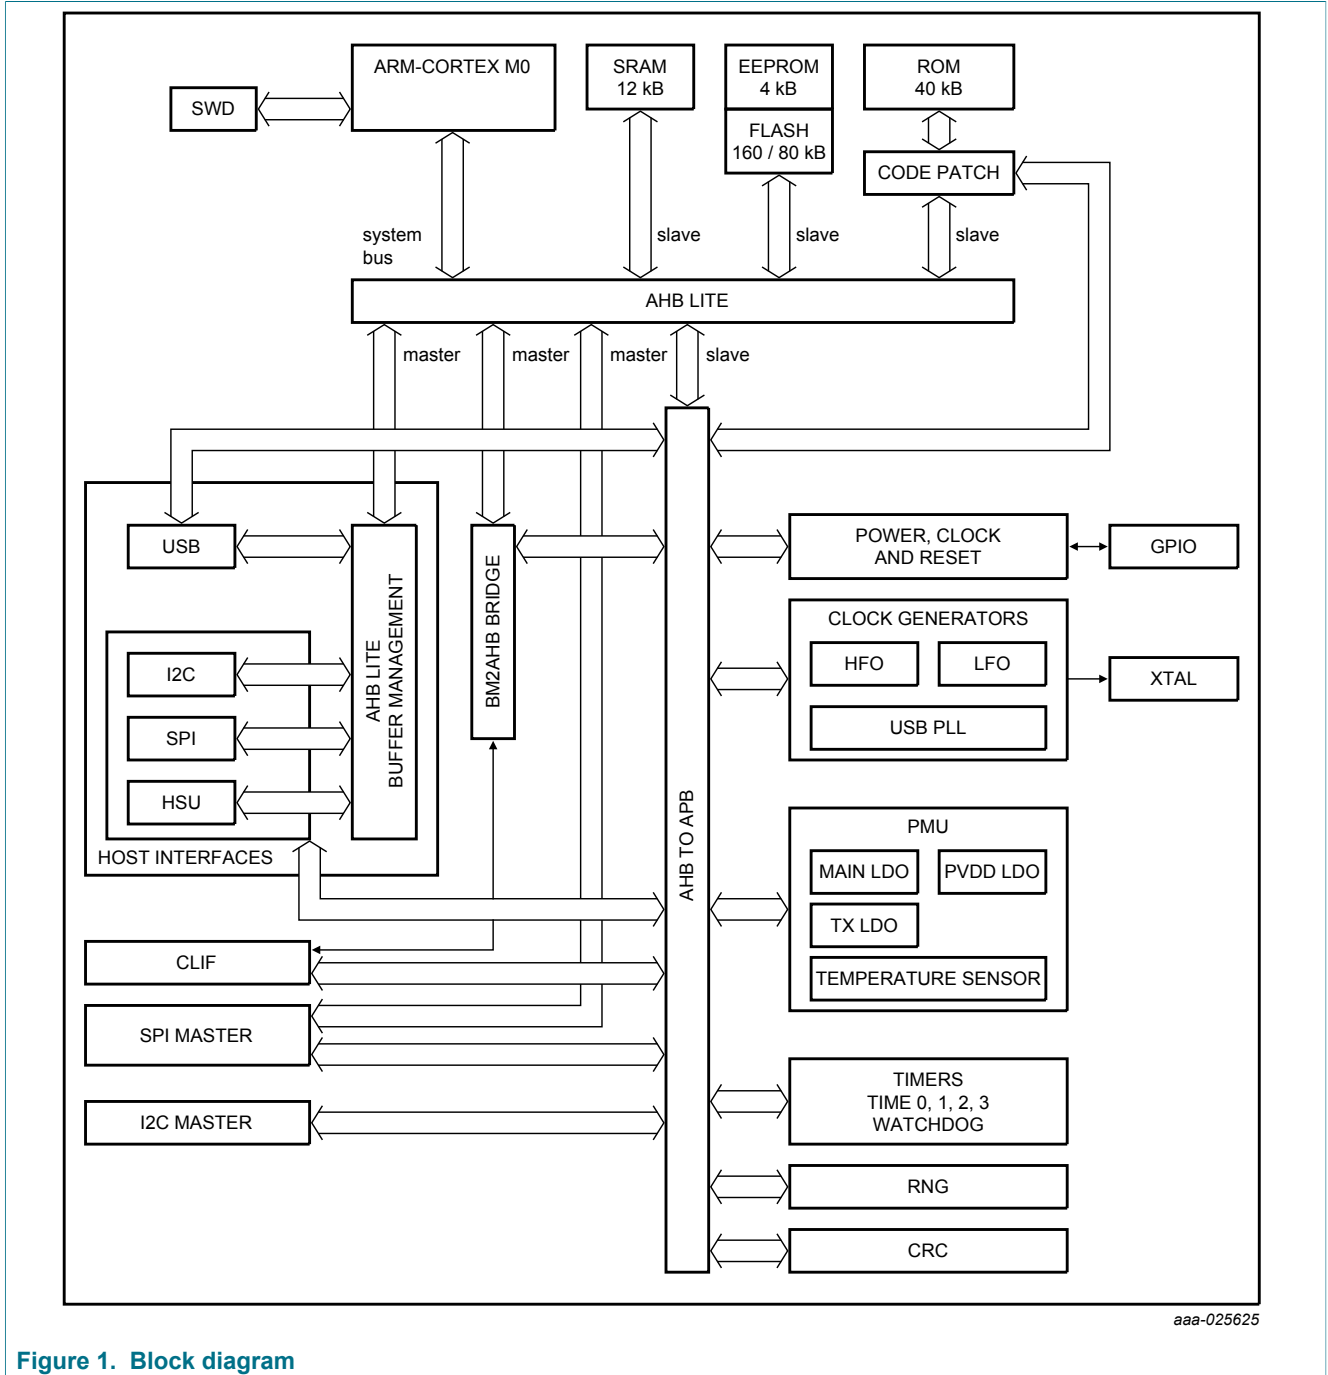 ARM-CORTEX M0
SRAM
12 kB
EEPROM
4 kB
ROM
40 kB
SWD
FLASH
160 / 80 kB
CODE PATCH
system
bus
slave
slave
slave
AHB LITE
master
master
master
slave
USB
AHB LITE
BUFFER MANAGEMENT
BM2AHB BRIDGE
POWER, CLOCK
AND RESET
GPIO
CLOCK GENERATORS
HFO
LFO
USB PLL
XTAL
I2C
SPI
HSU
HOST INTERFACES
AHB TO APB
PMU
MAIN LDO
PVDD LDO
TX LDO
TEMPERATURE SENSOR
CLIF
SPI MASTER
I2C MASTER
TIMERS
TIME 0, 1, 2, 3
WATCHDOG
RNG
CRC
aaa-025625
Figure 1. Block diagram